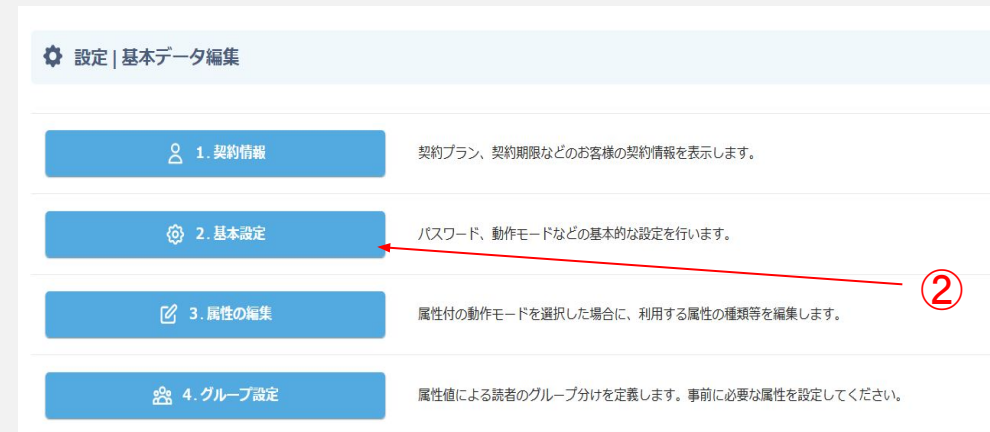 設定 | 基本データ編集
1. 契約情報
契約プラン、契約期限などのお客様の契約情報を表示します。
2. 基本設定
パスワード、動作モードなどの基本的な設定を行います。
②
3. 属性の編集
属性付の動作モードを選択した場合に、利用する属性の種類等を編集します。
4. グループ設定
属性値による読者のグループ分けを定義します。事前に必要な属性を設定してください。